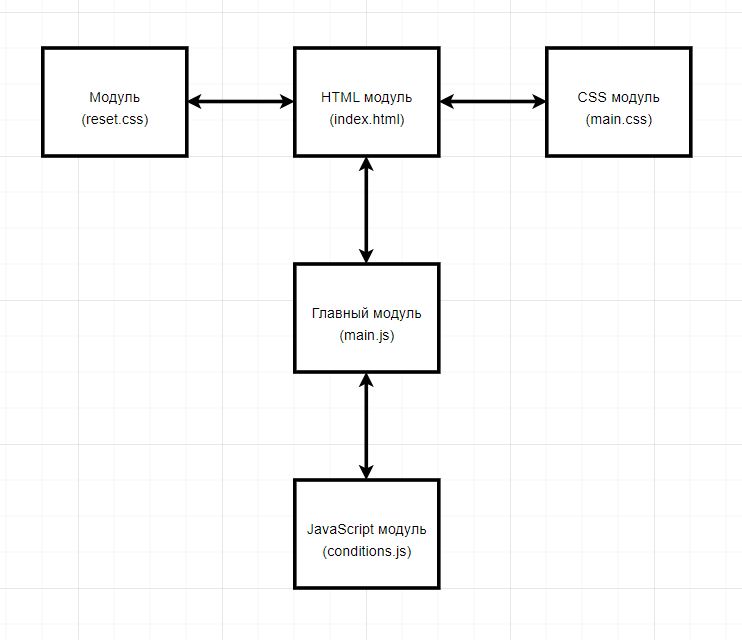 Модуль
(reset.css)
HTML модуль
(index.html)
CSS модуль
(main.css)
Главный модуль
(main.js)
JavaScript модуль
(conditions.js)